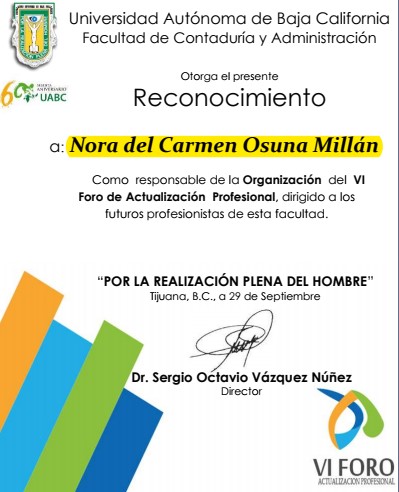 Universidad Autónoma de Baja California
Facultad de Contaduría y Administración
Otorga el presente
Reconocimiento
60 ANIVERSARIO
UABC
a: Nora del Carmen Osuna Millán
Como responsable de la Organización del VI
Foro de Actualización Profesional, dirigido a los
futuros profesionistas de esta facultad.
“POR LA REALIZACIÓN PLENA DEL HOMBRE”
Tijuana, B.C., a 29 de Septiembre
Dr. Sergio Octavio Vázquez Núñez
Director
VI FORO
ACTUALIZACIÓN PROFESIONAL